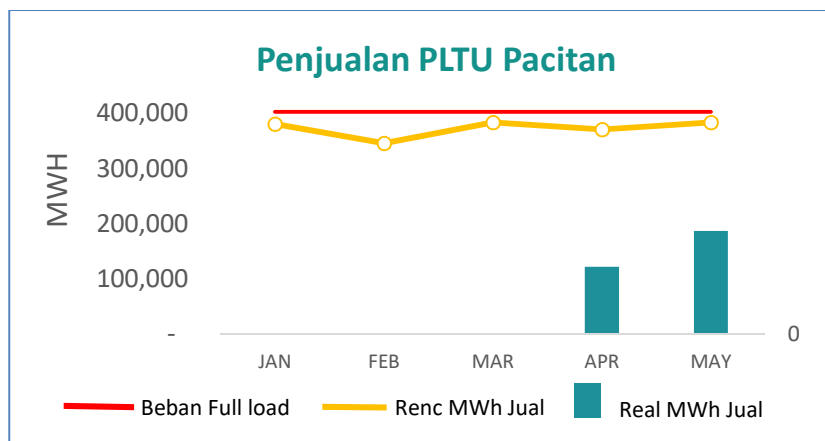 Penjualan PLTU Pacitan
MWH
400,000
300,000
200,000
100,000
-
0
JAN FEB MAR APR MAY
Beban Full load Renc MWh Jual Real MWh Jual